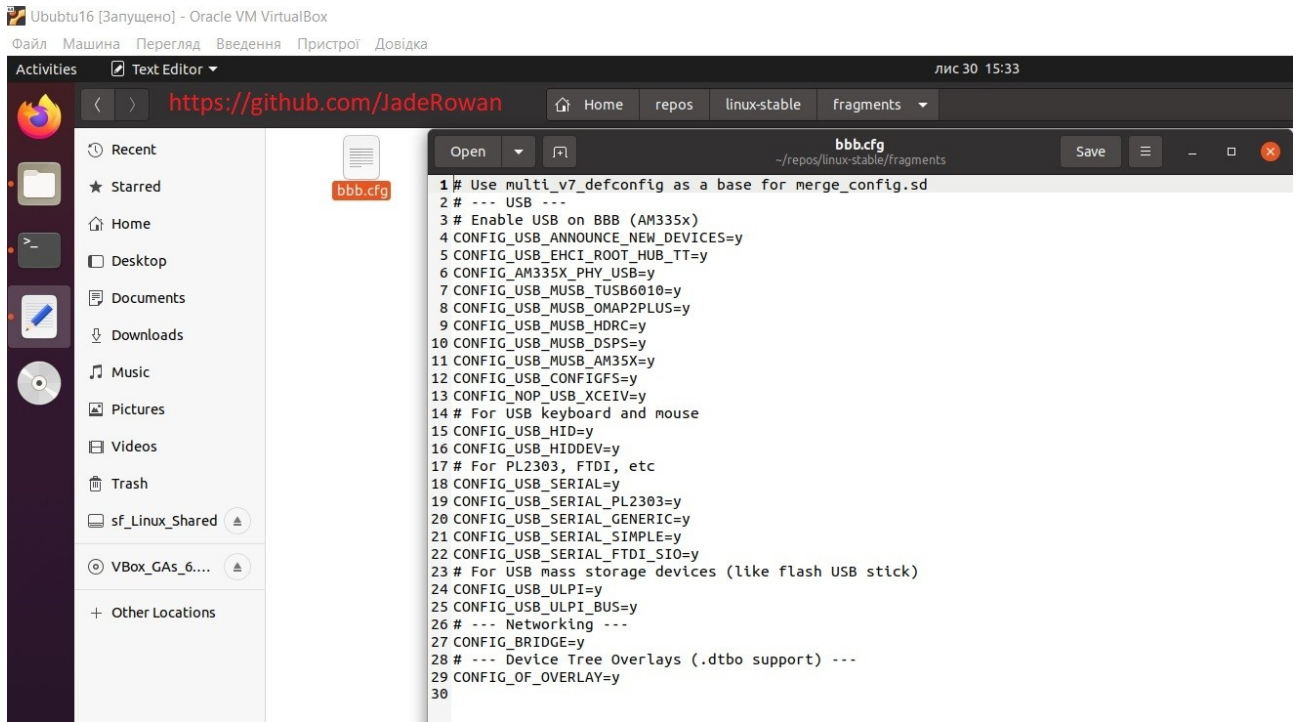 Ububtu16 [Запущено] - Oracle VM VirtualBox
Файл Машина Перегляд Введення Пристрої Довідка
Activities Text Editor лис 30 15:33
https://github.com/JadeRowan Home repos linux-stable fragments
Recent
Starred
Home
Desktop
Documents
Downloads
Music
Pictures
Videos
Trash
sf_Linux_Shared
VBox_GAs_6....
+ Other Locations
bbb.cfg
Open bbb.cfg Save
~/repos/linux-stable/fragments
1 # Use multi_v7_defconfig as a base for merge_config.sd
2 # --- USB ---
3 # Enable USB on BBB (AM335x)
4 CONFIG_USB_ANNOUNCE_NEW_DEVICES=y
5 CONFIG_USB_EHCI_ROOT_HUB_TT=y
6 CONFIG_AM335X_PHY_USB=y
7 CONFIG_USB_MUSB_TUSB6010=y
8 CONFIG_USB_MUSB_OMAP2PLUS=y
9 CONFIG_USB_MUSB_HDRC=y
10 CONFIG_USB_MUSB_DSPS=y
11 CONFIG_USB_MUSB_AM35X=y
12 CONFIG_USB_CONFIGFS=y
13 CONFIG_NOP_USB_XCEIV=y
14 # For USB keyboard and mouse
15 CONFIG_USB_HID=y
16 CONFIG_USB_HIDDEV=y
17 # For PL2303, FTDI, etc
18 CONFIG_USB_SERIAL=y
19 CONFIG_USB_SERIAL_PL2303=y
20 CONFIG_USB_SERIAL_GENERIC=y
21 CONFIG_USB_SERIAL_SIMPLE=y
22 CONFIG_USB_SERIAL_FTDI_SIO=y
23 # For USB mass storage devices (like flash USB stick)
24 CONFIG_USB_ULPI=y
25 CONFIG_USB_ULPI_BUS=y
26 # --- Networking ---
27 CONFIG_BRIDGE=y
28 # --- Device Tree Overlays (.dtbo support) ---
29 CONFIG_OF_OVERLAY=y
30